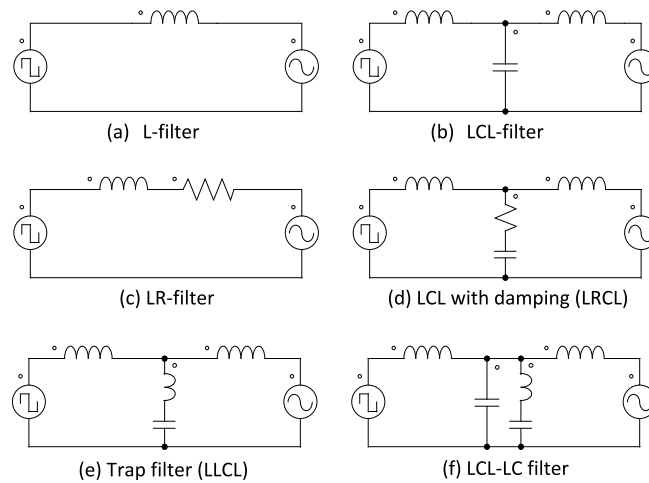 (a) L-filter
(b) LCL-filter
(c) LR-filter
(d) LCL with damping (LRCL)
(e) Trap filter (LLCL)
(f) LCL-LC filter